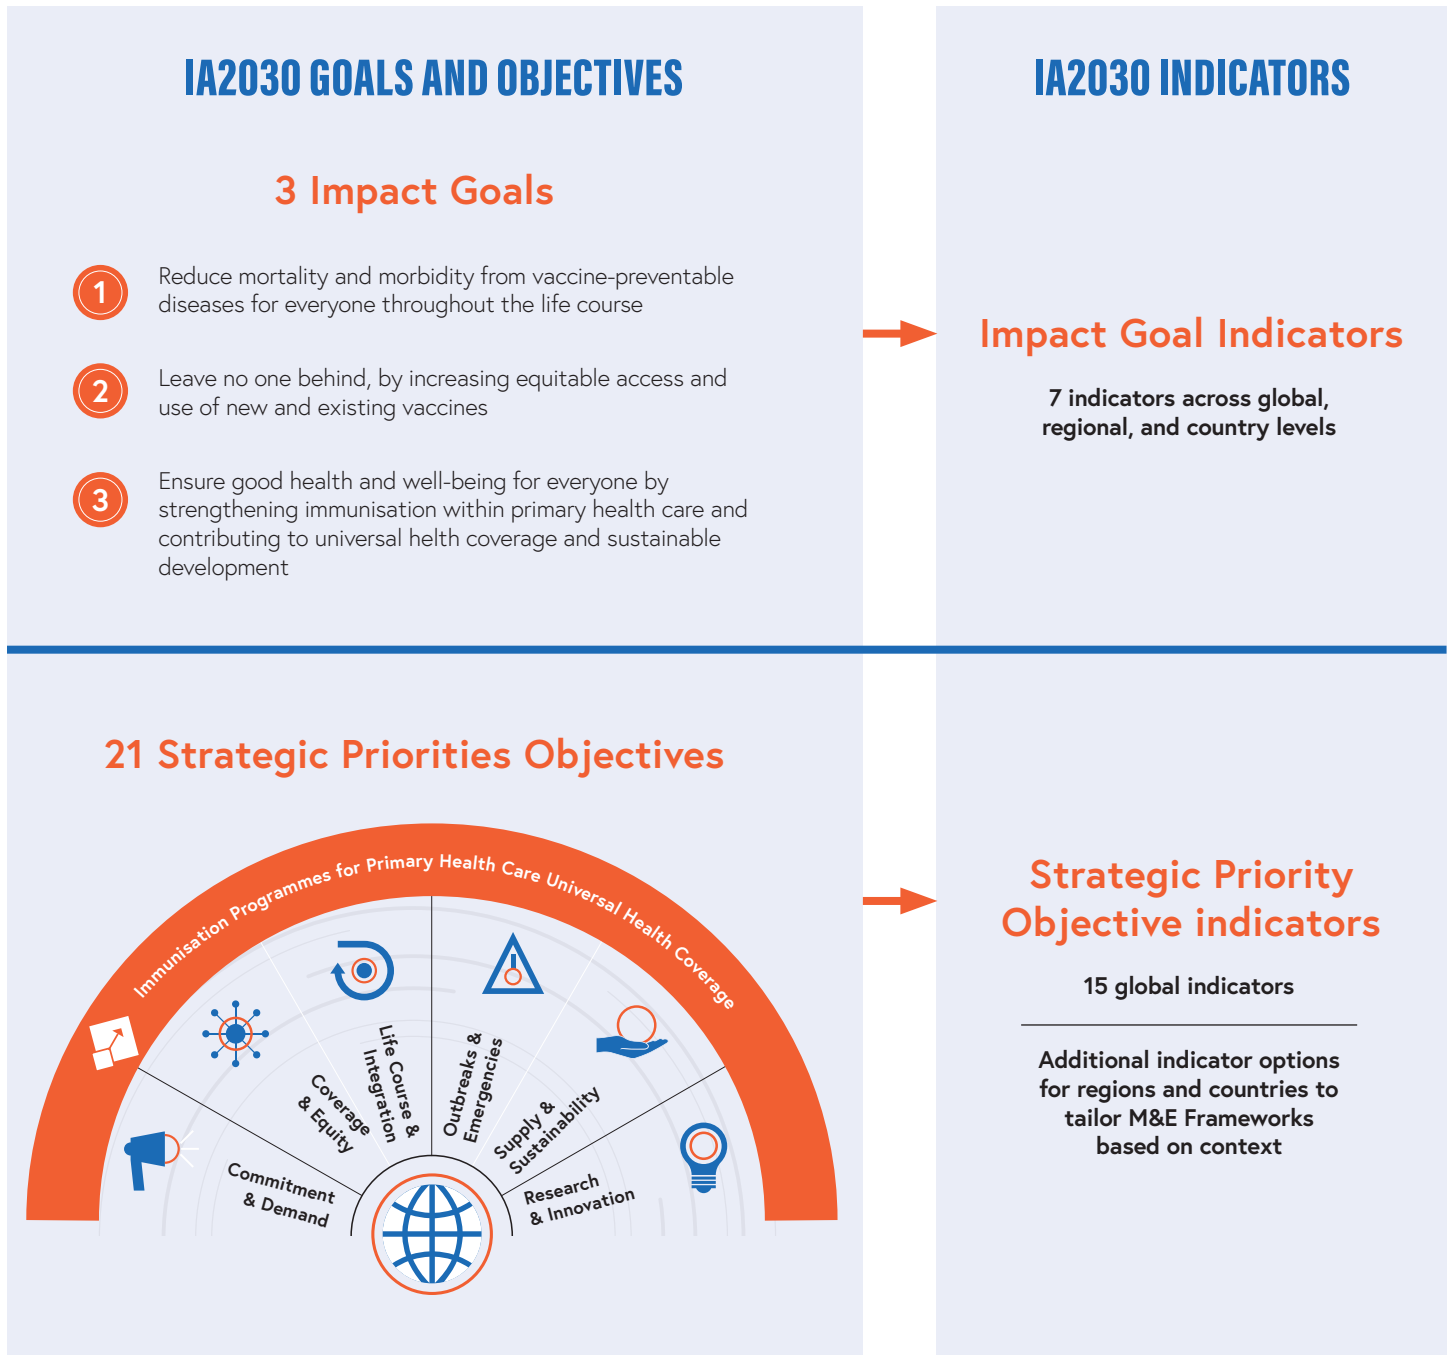 IA2030 GOALS AND OBJECTIVES
3 Impact Goals
1
Reduce mortality and morbidity from vaccine-preventable
diseases for everyone throughout the life course
2
Leave no one behind, by increasing equitable access and
use of new and existing vaccines
3
Ensure good health and well-being for everyone by
strengthening immunisation within primary health care and
contributing to universal helth coverage and sustainable
development
IA2030 INDICATORS
Impact Goal Indicators
7 indicators across global,
regional, and country levels
21 Strategic Priorities Objectives
Immunisation Programmes for Primary Health Care Universal Health Coverage
Commitment
& Demand
Coverage
& Equity
Life Course &
Integration
Outbreaks &
Emergencies
Supply &
Sustainability
Research
& Innovation
Strategic Priority
Objective indicators
15 global indicators
Additional indicator options
for regions and countries to
tailor M&E Frameworks
based on context